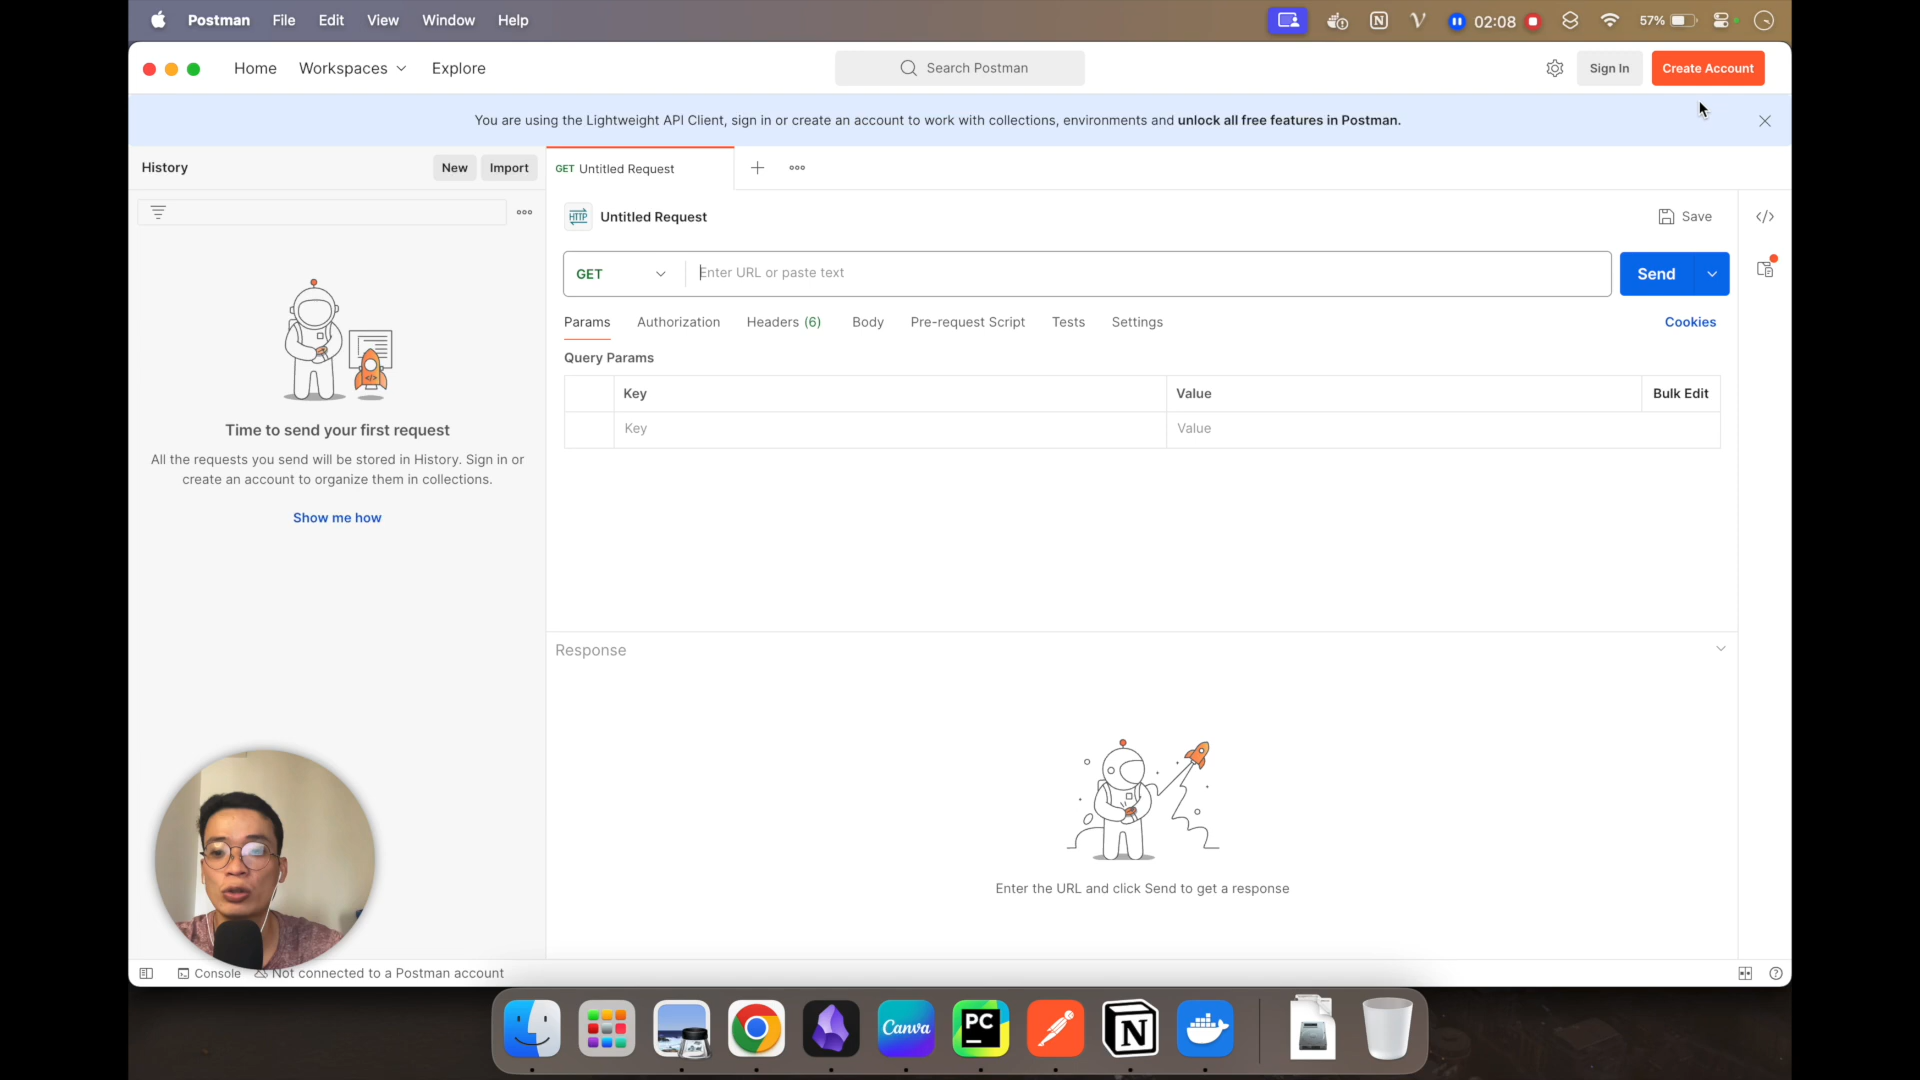 Postman File Edit View Window Help
02:08
57%
Home Workspaces Explore
Search Postman
Sign In
Create Account
You are using the Lightweight API Client, sign in or create an account to work with collections, environments and unlock all free features in Postman.
History New Import
GET Untitled Request
HTTP Untitled Request
Save
GET Enter URL or paste text
Send
Params Authorization Headers (6) Body Pre-request Script Tests Settings
Cookies
Query Params
Key Value Bulk Edit
Key Value
Time to send your first request
All the requests you send will be stored in History. Sign in or
create an account to organize them in collections.
Show me how
Response
Enter the URL and click Send to get a response
Console Not connected to a Postman account
Canva
PC